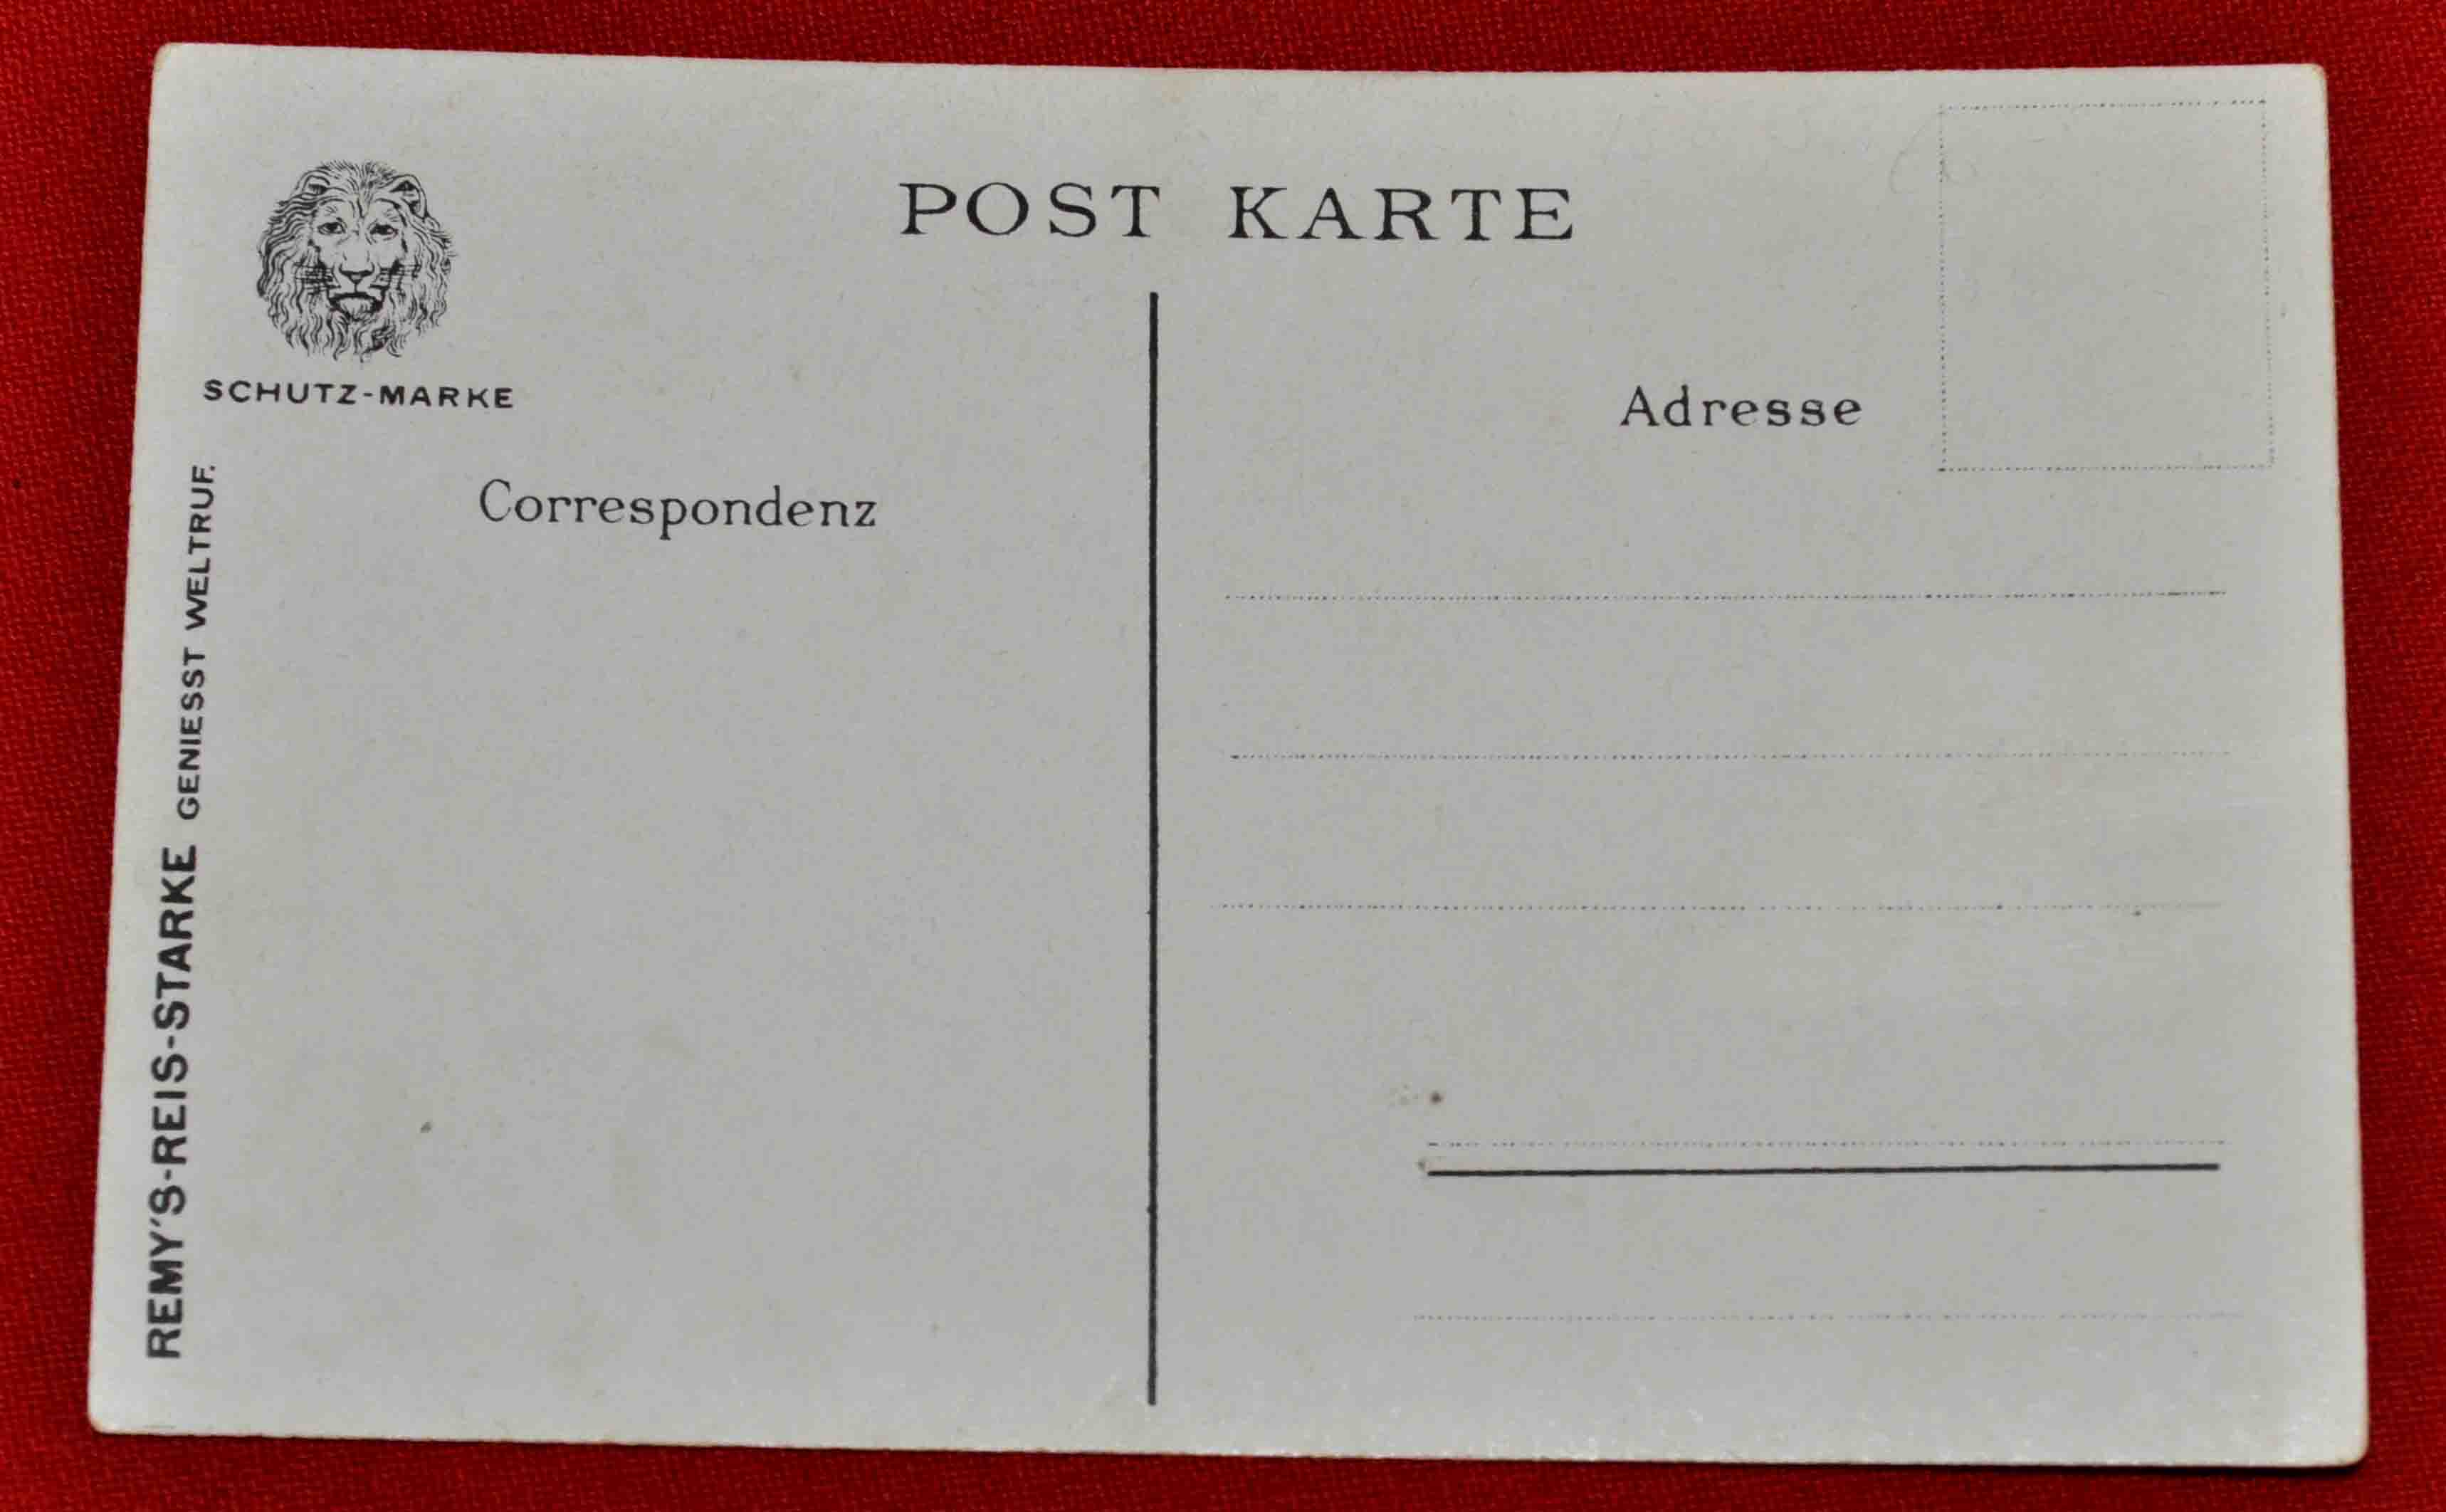 POST KARTE
SCHUTZ-MARKE
Adresse
Correspondenz
REMY'S-REIS-STARKE GENIESST WELTRUF.